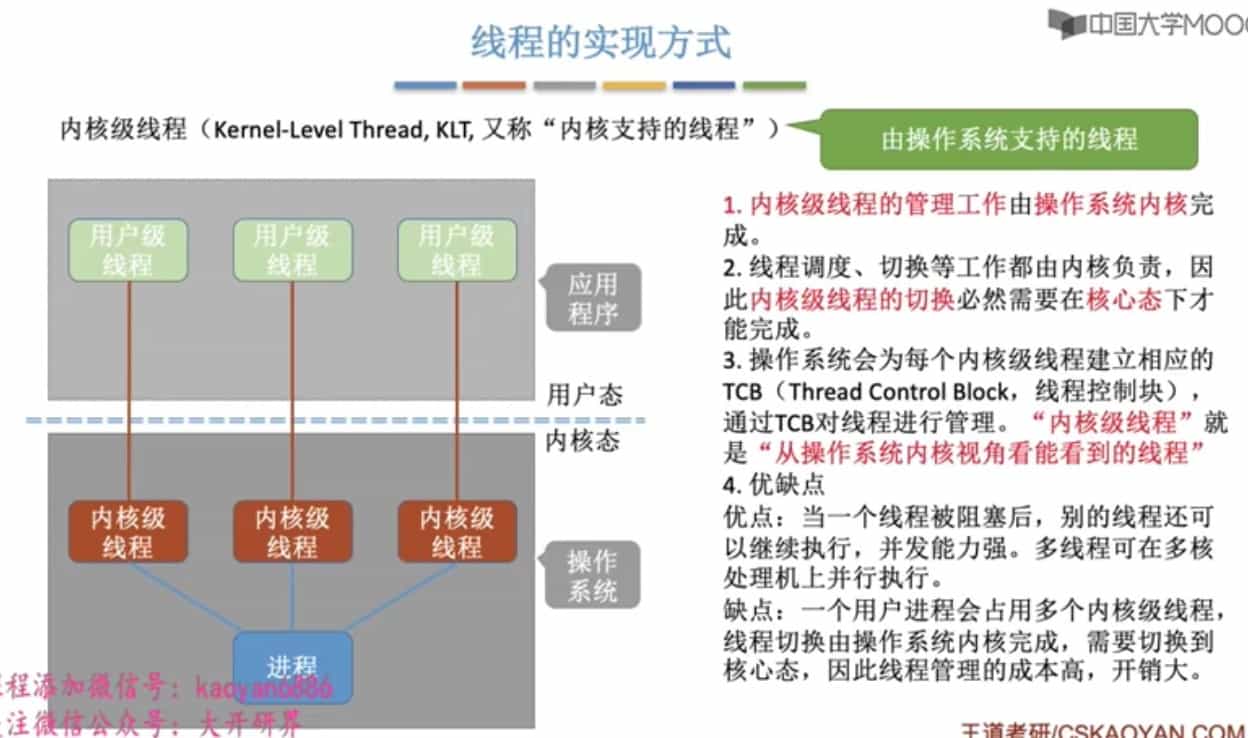 中国大学MOOC
线程的实现方式
内核级线程（Kernel-Level Thread, KLT, 又称“内核支持的线程”）
由操作系统支持的线程
用户级
线程
用户级
线程
用户级
线程
应用
程序
用户态
内核态
内核级
线程
内核级
线程
内核级
线程
操作
系统
进程
1. 内核级线程的管理工作由操作系统内核完
成。
2. 线程调度、切换等工作都由内核负责，因
此内核级线程的切换必然需要在核心态下才
能完成。
3. 操作系统会为每个内核级线程建立相应的
TCB（Thread Control Block，线程控制块），
通过TCB对线程进行管理。“内核级线程”就
是“从操作系统内核视角看能看到的线程”
4. 优缺点
优点：当一个线程被阻塞后，别的线程还可
以继续执行，并发能力强。多线程可在多核
处理机上并行执行。
缺点：一个用户进程会占用多个内核级线程，
线程切换由操作系统内核完成，需要切换到
核心态，因此线程管理的成本高，开销大。
程添加微信号：kaoyan6886
注微信公众号：大开研界
王道考研/CSKAOYAN.COM